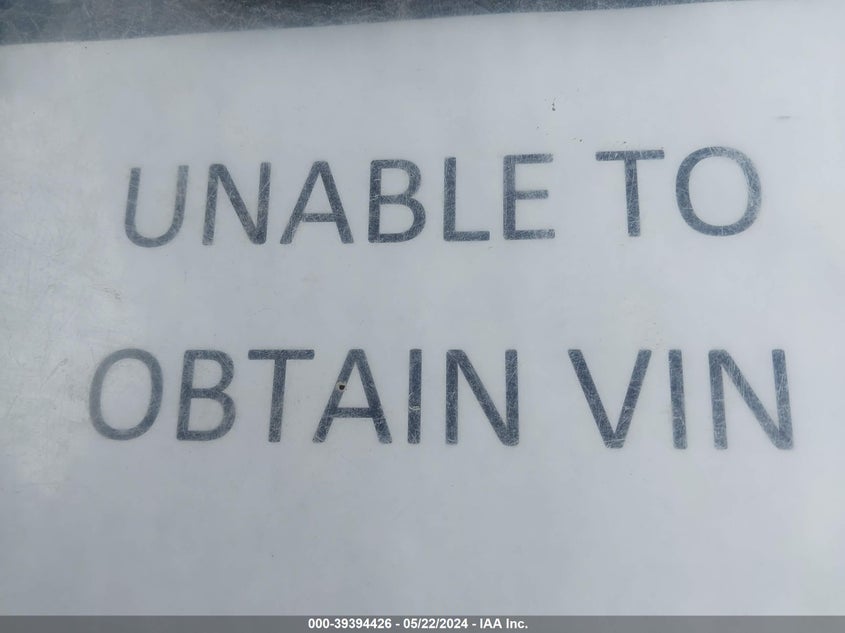 UNABLE TO
OBTAIN VIN
000-39394426 - 05/22/2024 - IAA Inc.